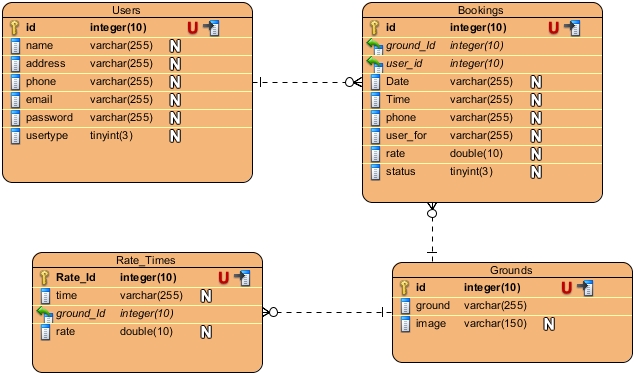 Users
id integer(10) U
name varchar(255) N
address varchar(255) N
phone varchar(255) N
email varchar(255) N
password varchar(255) N
usertype tinyint(3) N
Bookings
id integer(10) U
ground_Id integer(10)
user_id integer(10)
Date varchar(255) N
Time varchar(255) N
phone varchar(255) N
user_for varchar(255) N
rate double(10) N
status tinyint(3) N
Rate_Times
Rate_Id integer(10) U
time varchar(255) N
ground_Id integer(10)
rate double(10) N
Grounds
id integer(10) U
ground varchar(255)
image varchar(150) N